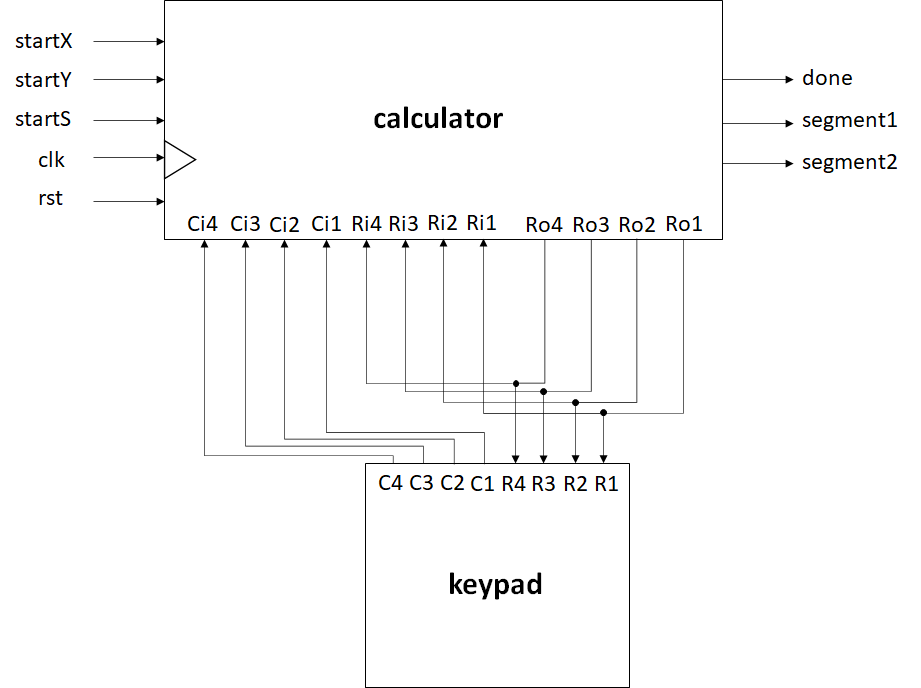 startX
startY
startS
clk
rst
calculator
done
segment1
segment2
Ci4 Ci3 Ci2 Ci1 Ri4 Ri3 Ri2 Ri1 Ro4 Ro3 Ro2 Ro1
C4 C3 C2 C1 R4 R3 R2 R1
keypad